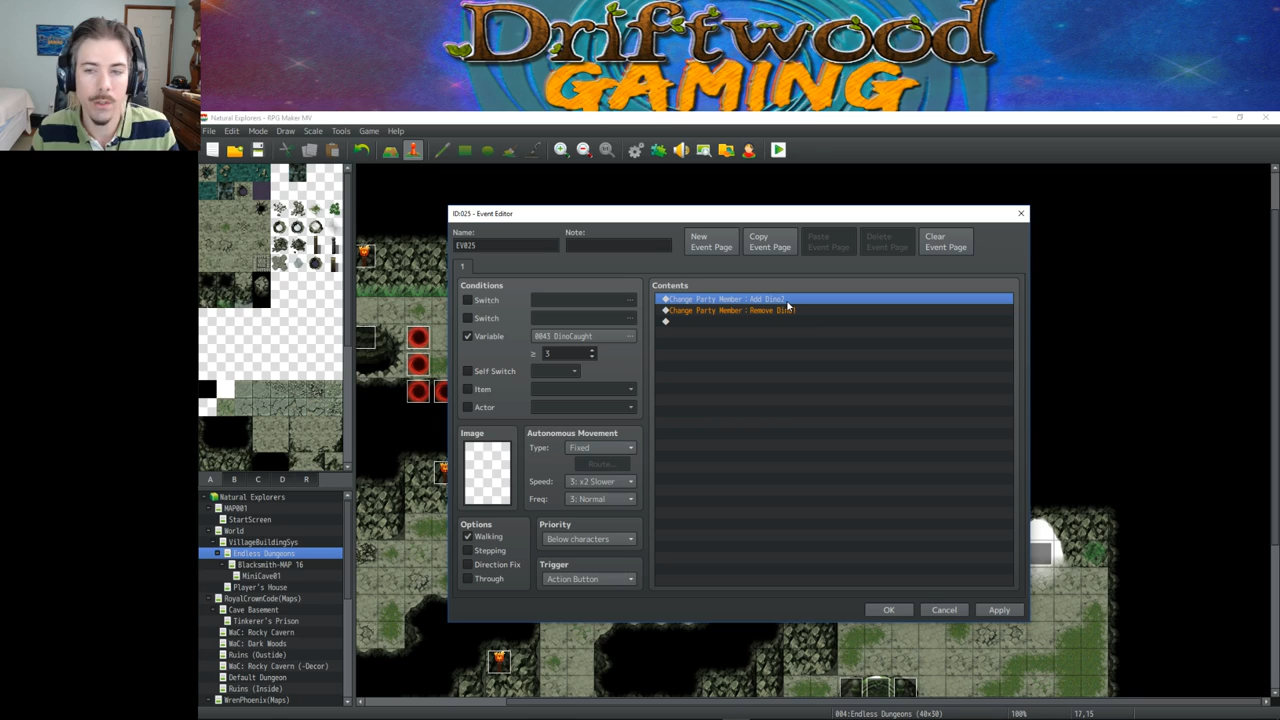 Driftwood
GAMING
Natural Explorers - RPG Maker MV
File Edit Mode Draw Scale Tools Game Help
ID:025 - Event Editor
Name: Note:
EV025
New Event Page
Copy Event Page
Paste Event Page
Delete Event Page
Clear Event Page
1
Conditions
Switch
Switch
Variable 0043 DinoCaught
≥ 3
Self Switch
Item
Actor
Image
Autonomous Movement
Type: Fixed
Route...
Speed: 3: x2 Slower
Freq: 3: Normal
Options
Walking
Stepping
Direction Fix
Through
Priority
Below characters
Trigger
Action Button
Contents
◆Change Party Member : Add Dino2
◆Change Party Member : Remove Dino1
◆
OK Cancel Apply
A B C D R
Natural Explorers
MAP001
StartScreen
World
VillageBuildingSys
Endless Dungeons
Blacksmith-MAP 16
MiniCave01
Player's House
RoyalCrownCode(Maps)
Cave Basement
Tinkerer's Prison
WaC: Rocky Cavern
WaC: Dark Woods
Ruins (Oustide)
WaC: Rocky Cavern (-Decor)
Default Dungeon
Ruins (Inside)
WrenPhoenix(Maps)
004:Endless Dungeons (40×30) 100% 17,15